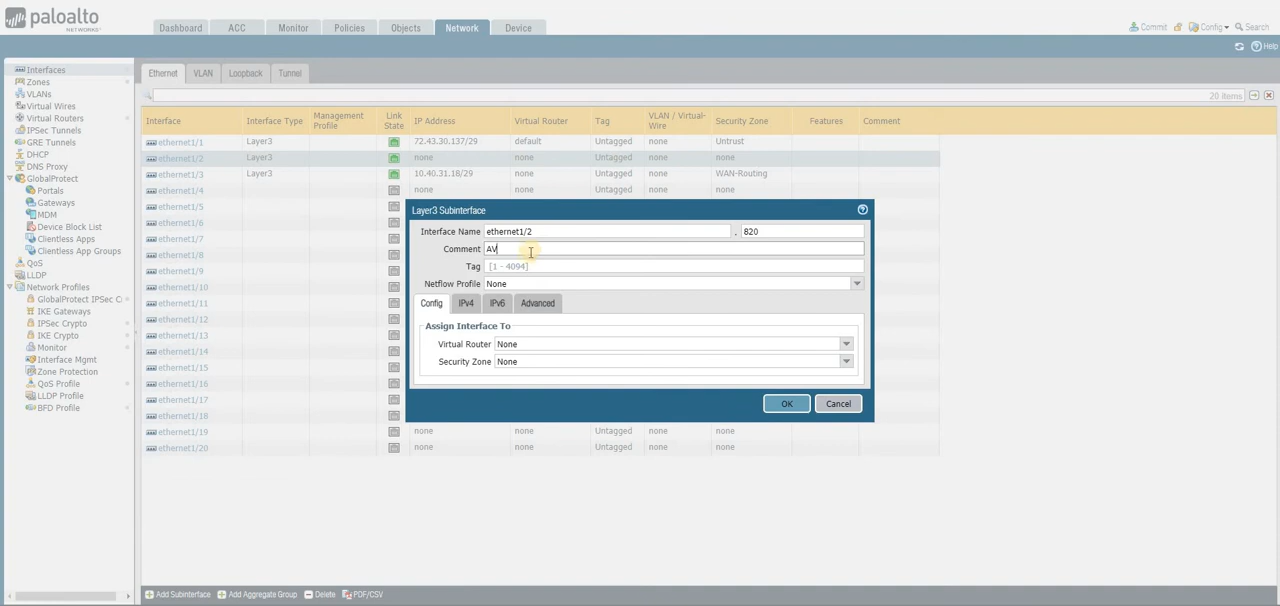 paloalto
NETWORKS
Dashboard ACC Monitor Policies Objects Network Device
Commit Config Search
Help
Interfaces
Zones
VLANs
Virtual Wires
Virtual Routers
IPSec Tunnels
GRE Tunnels
DHCP
DNS Proxy
GlobalProtect
Portals
Gateways
MDM
Device Block List
Clientless Apps
Clientless App Groups
QoS
LLDP
Network Profiles
GlobalProtect IPSec C
IKE Gateways
IPSec Crypto
IKE Crypto
Monitor
Interface Mgmt
Zone Protection
QoS Profile
LLDP Profile
BFD Profile
Ethernet VLAN Loopback Tunnel
20 items
Interface Interface Type Management Profile Link State IP Address Virtual Router Tag VLAN / Virtual-Wire Security Zone Features Comment
ethernet1/1 Layer3 72.43.30.137/29 default Untagged none Untrust
ethernet1/2 Layer3 none none Untagged none none
ethernet1/3 Layer3 10.40.31.18/29 none Untagged none WAN-Routing
ethernet1/4 none none Untagged none none
ethernet1/5
ethernet1/6
ethernet1/7
ethernet1/8
ethernet1/9
ethernet1/10
ethernet1/11
ethernet1/12
ethernet1/13
ethernet1/14
ethernet1/15
ethernet1/16
ethernet1/17
ethernet1/18
ethernet1/19 none none Untagged none none
ethernet1/20 none none Untagged none none
Layer3 Subinterface
Interface Name ethernet1/2 . 820
Comment AV
Tag [1 - 4094]
Netflow Profile None
Config IPv4 IPv6 Advanced
Assign Interface To
Virtual Router None
Security Zone None
OK Cancel
Add Subinterface Add Aggregate Group Delete PDF/CSV